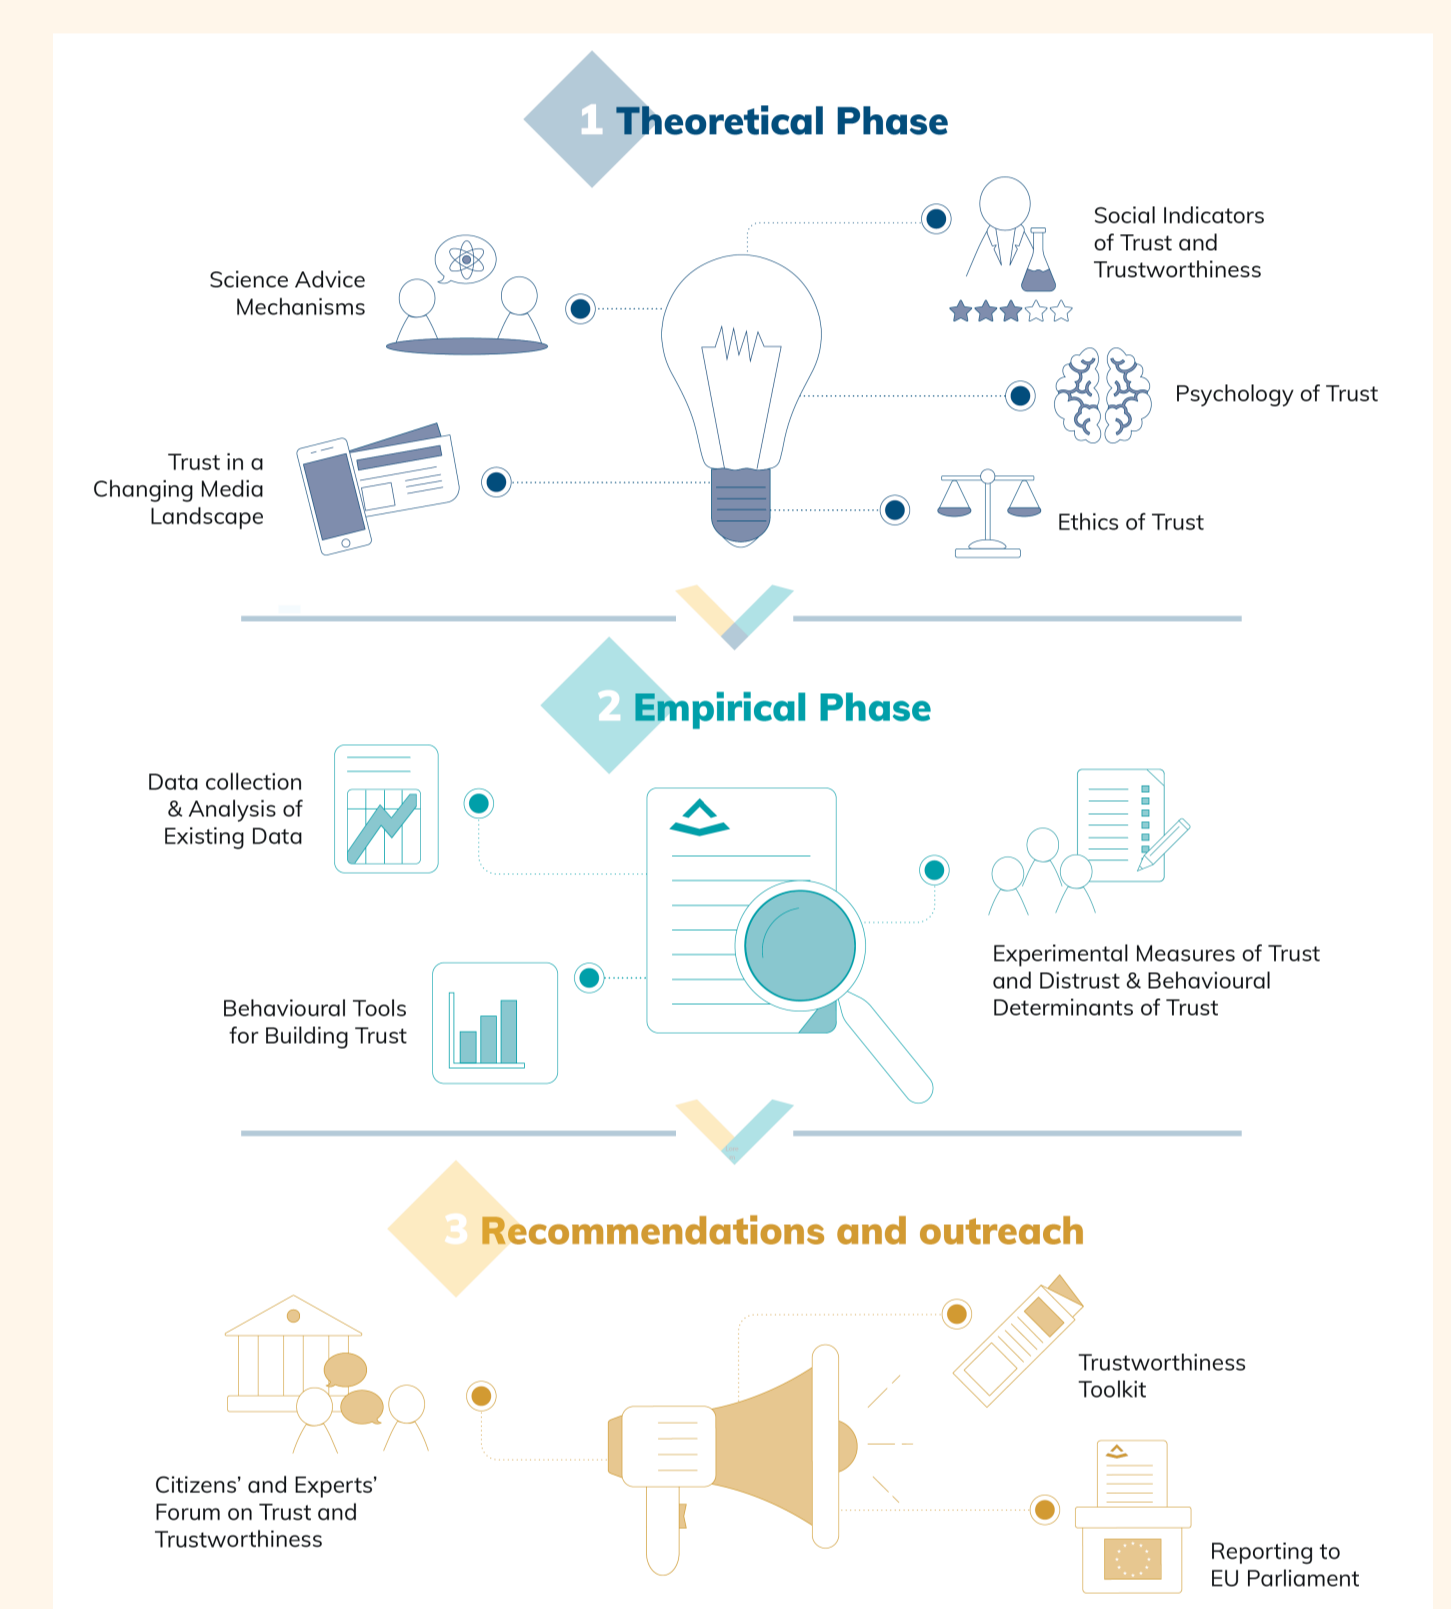 1 Theoretical Phase
Science Advice
Mechanisms
Social Indicators
of Trust and
Trustworthiness
Psychology of Trust
Trust in a
Changing Media
Landscape
Ethics of Trust
2 Empirical Phase
Data collection
& Analysis of
Existing Data
Experimental Measures of Trust
and Distrust & Behavioural
Determinants of Trust
Behavioural Tools
for Building Trust
3 Recommendations and outreach
Trustworthiness
Toolkit
Citizens’ and Experts’
Forum on Trust and
Trustworthiness
Reporting to
EU Parliament